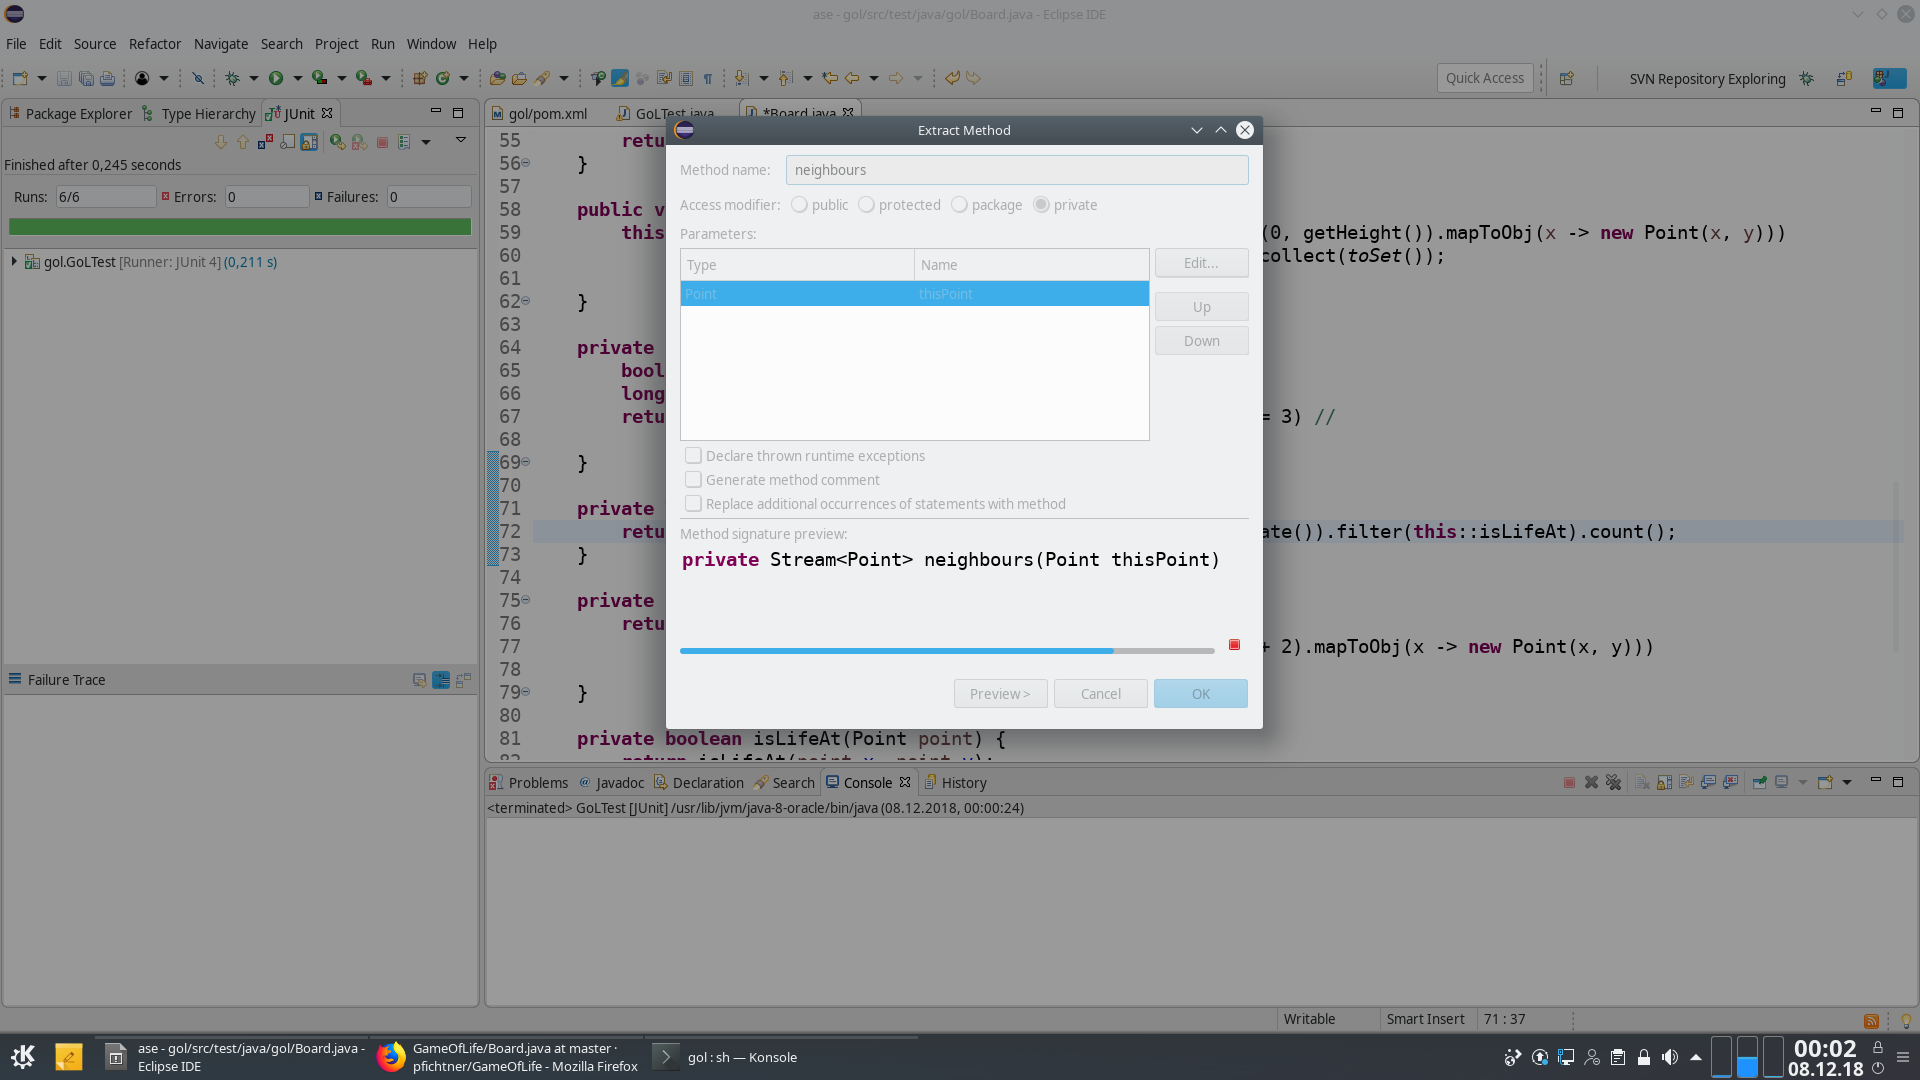 ase - gol/src/test/java/gol/Board.java - Eclipse IDE
File Edit Source Refactor Navigate Search Project Run Window Help
Quick Access
SVN Repository Exploring
Package Explorer Type Hierarchy JUnit
Finished after 0,245 seconds
Runs: 6/6 Errors: 0 Failures: 0
gol.GoLTest [Runner: JUnit 4] (0,211 s)
Failure Trace
gol/pom.xml GoLTest.java *Board.java
55 retu
56 }
57
58 public v
59 this (0, getHeight()).mapToObj(x -> new Point(x, y)))
60 collect(toSet());
61
62 }
63
64 private
65 bool
66 long
67 retu = 3) //
68
69 }
70
71 private
72 retu ate()).filter(this::isLifeAt).count();
73 }
74
75 private
76 retu
77 + 2).mapToObj(x -> new Point(x, y)))
78
79 }
80
81 private boolean isLifeAt(Point point) {
82 return isLifeAt(point.x, point.y);
Extract Method
Method name: neighbours
Access modifier: public protected package private
Parameters:
Type Name
Point thisPoint
Edit...
Up
Down
Declare thrown runtime exceptions
Generate method comment
Replace additional occurrences of statements with method
Method signature preview:
private Stream<Point> neighbours(Point thisPoint)
Preview > Cancel OK
Problems Javadoc Declaration Search Console History
<terminated> GoLTest [JUnit] /usr/lib/jvm/java-8-oracle/bin/java (08.12.2018, 00:00:24)
Writable Smart Insert 71 : 37
ase - gol/src/test/java/gol/Board.java -
Eclipse IDE
GameOfLife/Board.java at master ·
pfichtner/GameOfLife - Mozilla Firefox
gol : sh — Konsole
00:02
08.12.18